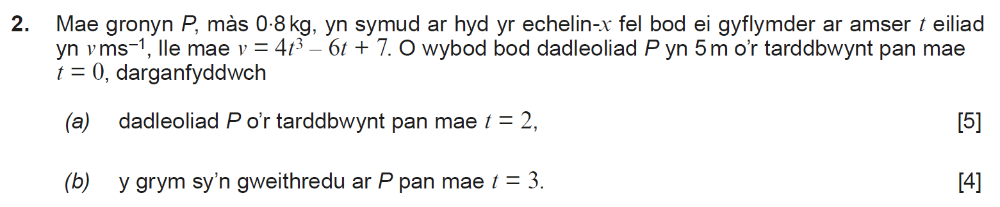 2. Mae gronyn P, màs 0·8 kg, yn symud ar hyd yr echelin-x fel bod ei gyflymder ar amser t eiliad
yn v ms⁻¹, lle mae v = 4t³ – 6t + 7. O wybod bod dadleoliad P yn 5 m o'r tarddbwynt pan mae
t = 0, darganfyddwch
(a) dadleoliad P o'r tarddbwynt pan mae t = 2, [5]
(b) y grym sy'n gweithredu ar P pan mae t = 3. [4]